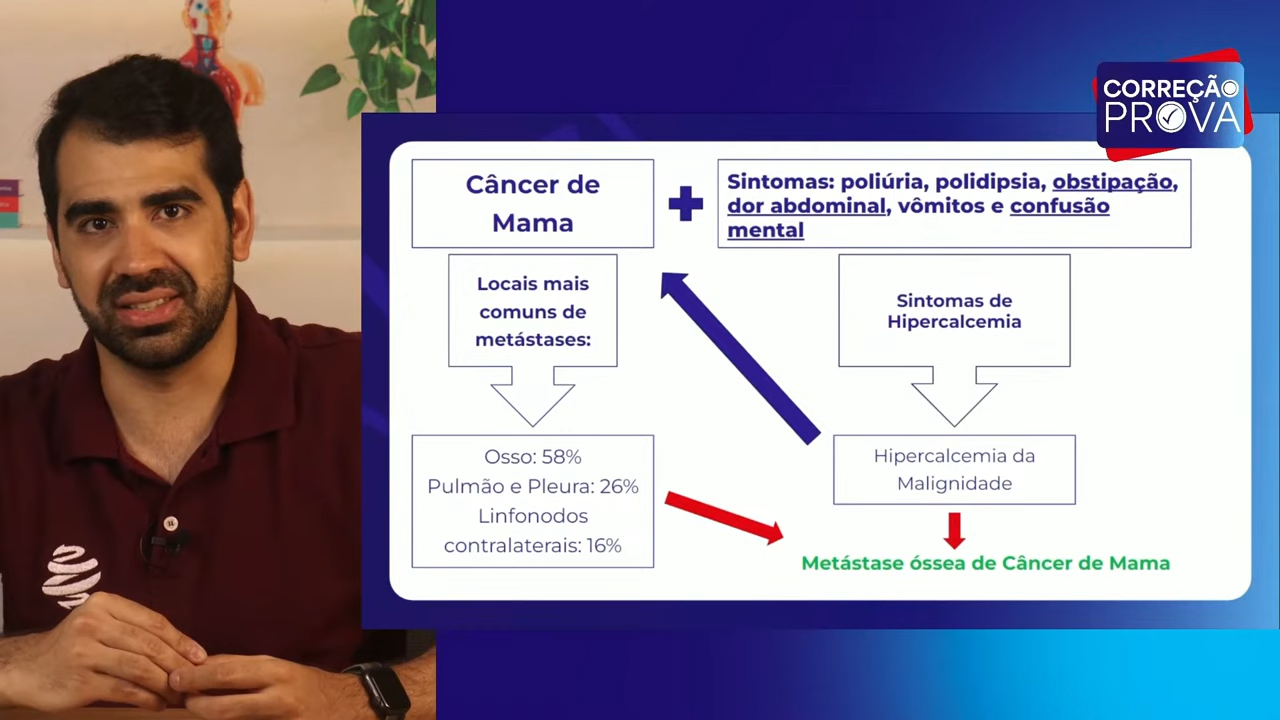 CORREÇÃO
PROVA
Câncer de
Mama
Sintomas: poliúria, polidipsia, obstipação,
dor abdominal, vômitos e confusão
mental
Locais mais
comuns de
metástases:
Sintomas de
Hipercalcemia
Osso: 58%
Pulmão e Pleura: 26%
Linfonodos
contralaterais: 16%
Hipercalcemia da
Malignidade
Metástase óssea de Câncer de Mama